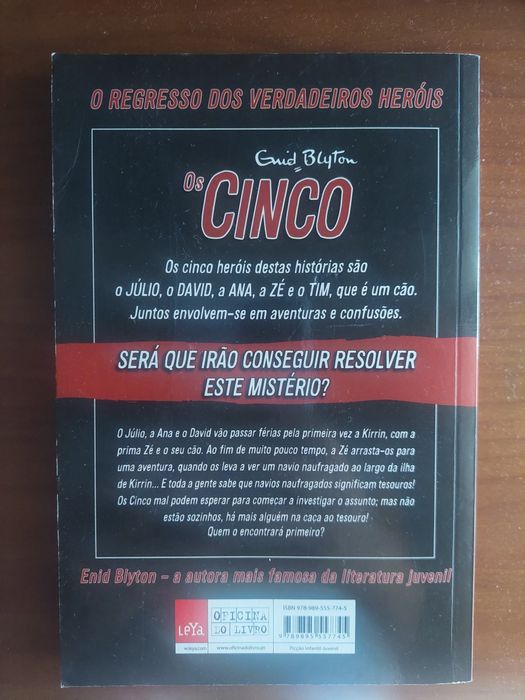 O REGRESSO DOS VERDADEIROS HERÓIS
Enid Blyton
Os CINCO
Os cinco heróis destas histórias são
o JÚLIO, o DAVID, a ANA, a ZÉ e o TIM, que é um cão.
Juntos envolvem-se em aventuras e confusões.
SERÁ QUE IRÃO CONSEGUIR RESOLVER
ESTE MISTÉRIO?
O Júlio, a Ana e o David vão passar férias pela primeira vez a Kirrin, com a
prima Zé e o seu cão. Ao fim de muito pouco tempo, a Zé arrasta-os para
uma aventura, quando os leva a ver um navio naufragado ao largo da ilha
de Kirrin... E toda a gente sabe que navios naufragados significam tesouros!
Os Cinco mal podem esperar para começar a investigar o assunto; mas não
estão sozinhos, há mais alguém na caca ao tesouro!
Quem o encontrará primeiro?
Enid Blyton – a autora mais famosa da literatura juvenil
LEYA
OFICINA
DO LIVRO
ISBN 978-989-555-774-5
9789895557745
Ficção Infantil-Juvenil